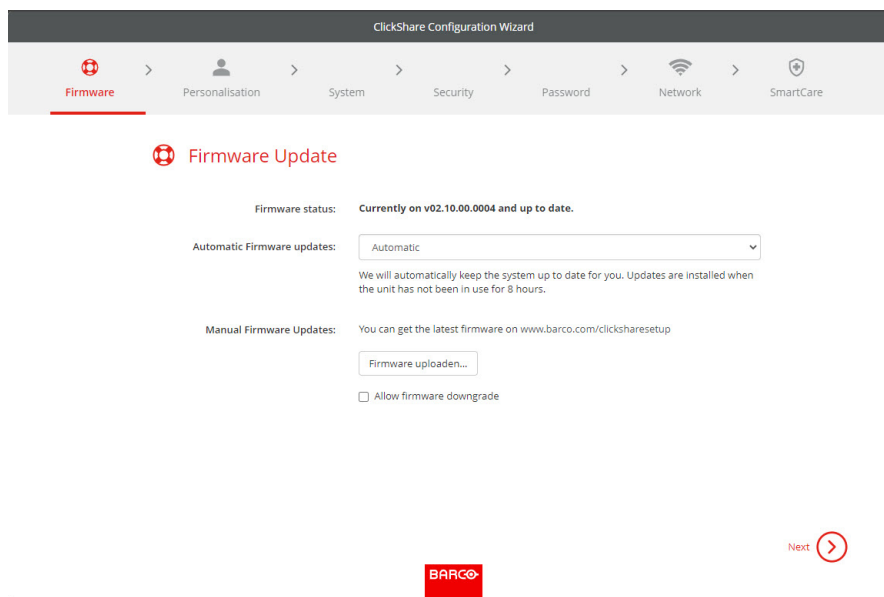 ClickShare Configuration Wizard
Firmware
Personalisation
System
Security
Password
Network
SmartCare
Firmware Update
Firmware status: Currently on v02.10.00.0004 and up to date.
Automatic Firmware updates: Automatic
We will automatically keep the system up to date for you. Updates are installed when
the unit has not been in use for 8 hours.
Manual Firmware Updates: You can get the latest firmware on www.barco.com/clicksharesetup
Firmware uploaden...
Allow firmware downgrade
Next
BARCO